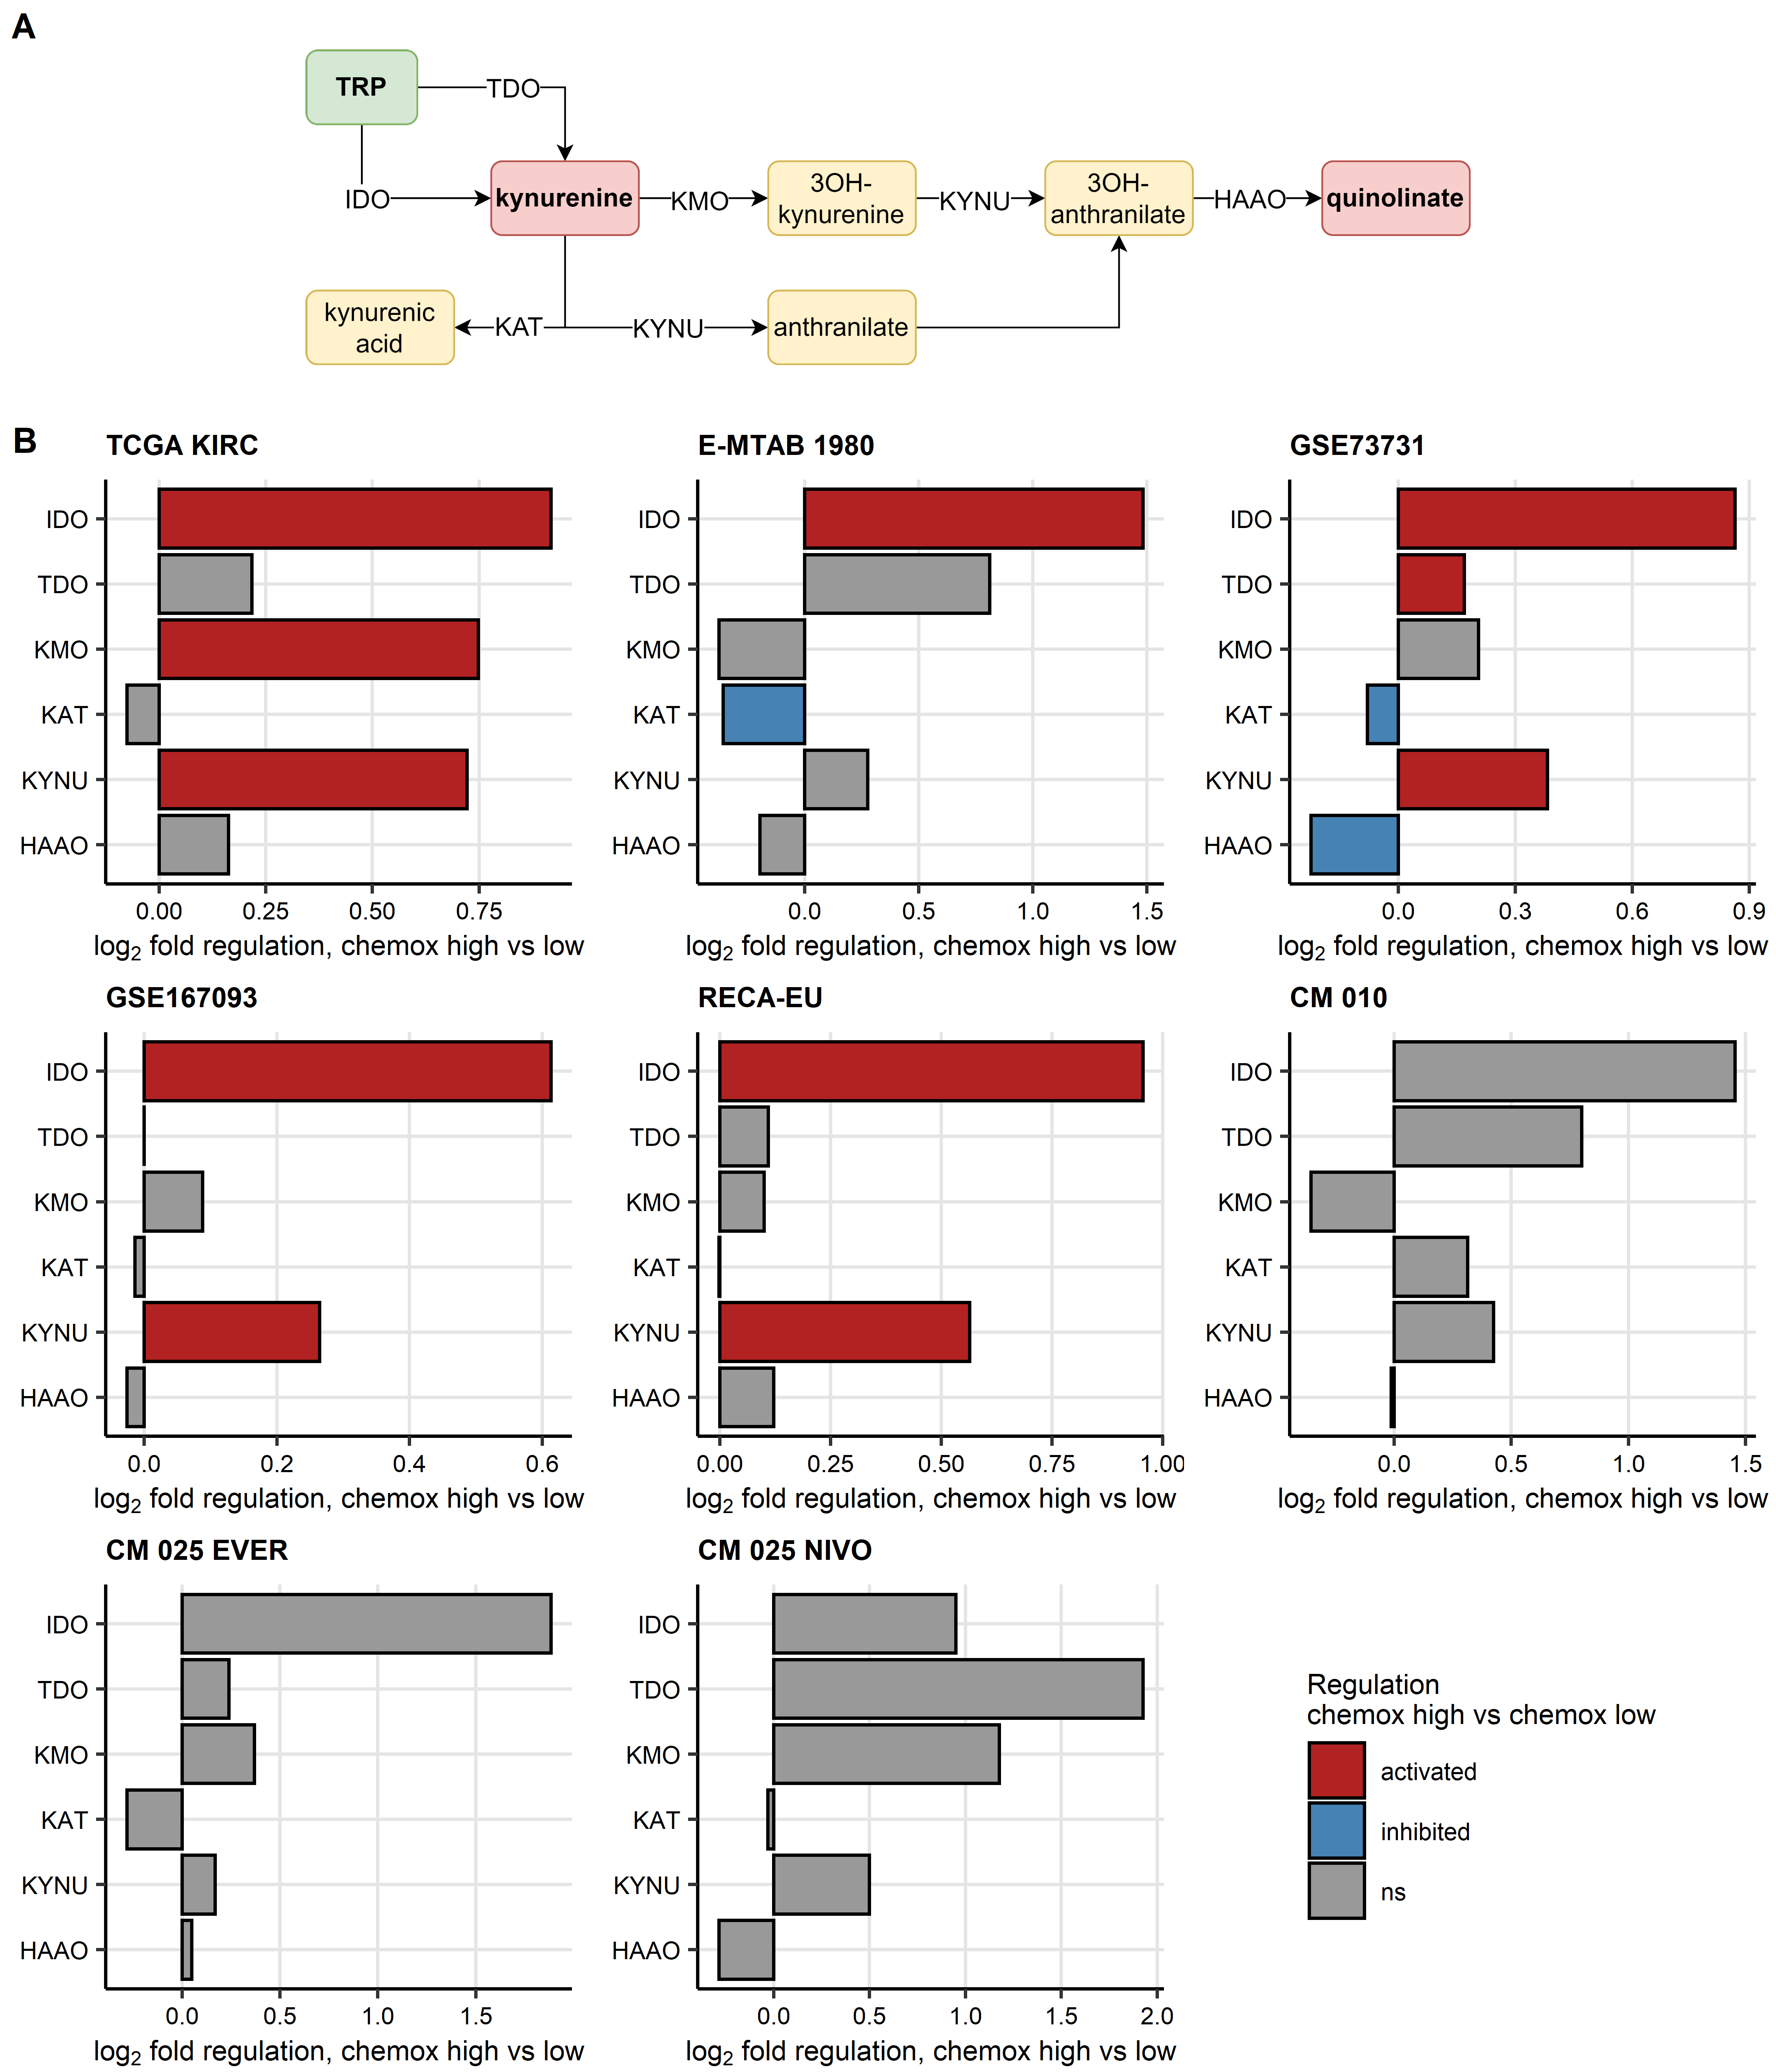 A
TRP
TDO
IDO
kynurenine
KMO
3OH-
kynurenine
KYNU
3OH-
anthranilate
HAAO
quinolinate
kynurenic
acid
KAT
KYNU
anthranilate
B
TCGA KIRC
IDO
TDO
KMO
KAT
KYNU
HAAO
0.00 0.25 0.50 0.75
log2 fold regulation, chemox high vs low
E-MTAB 1980
IDO
TDO
KMO
KAT
KYNU
HAAO
0.0 0.5 1.0 1.5
log2 fold regulation, chemox high vs low
GSE73731
IDO
TDO
KMO
KAT
KYNU
HAAO
0.0 0.3 0.6 0.9
log2 fold regulation, chemox high vs low
GSE167093
IDO
TDO
KMO
KAT
KYNU
HAAO
0.0 0.2 0.4 0.6
log2 fold regulation, chemox high vs low
RECA-EU
IDO
TDO
KMO
KAT
KYNU
HAAO
0.00 0.25 0.50 0.75 1.00
log2 fold regulation, chemox high vs low
CM 010
IDO
TDO
KMO
KAT
KYNU
HAAO
0.0 0.5 1.0 1.5
log2 fold regulation, chemox high vs low
CM 025 EVER
IDO
TDO
KMO
KAT
KYNU
HAAO
0.0 0.5 1.0 1.5
log2 fold regulation, chemox high vs low
CM 025 NIVO
IDO
TDO
KMO
KAT
KYNU
HAAO
0.0 0.5 1.0 1.5 2.0
log2 fold regulation, chemox high vs low
Regulation
chemox high vs chemox low
activated
inhibited
ns